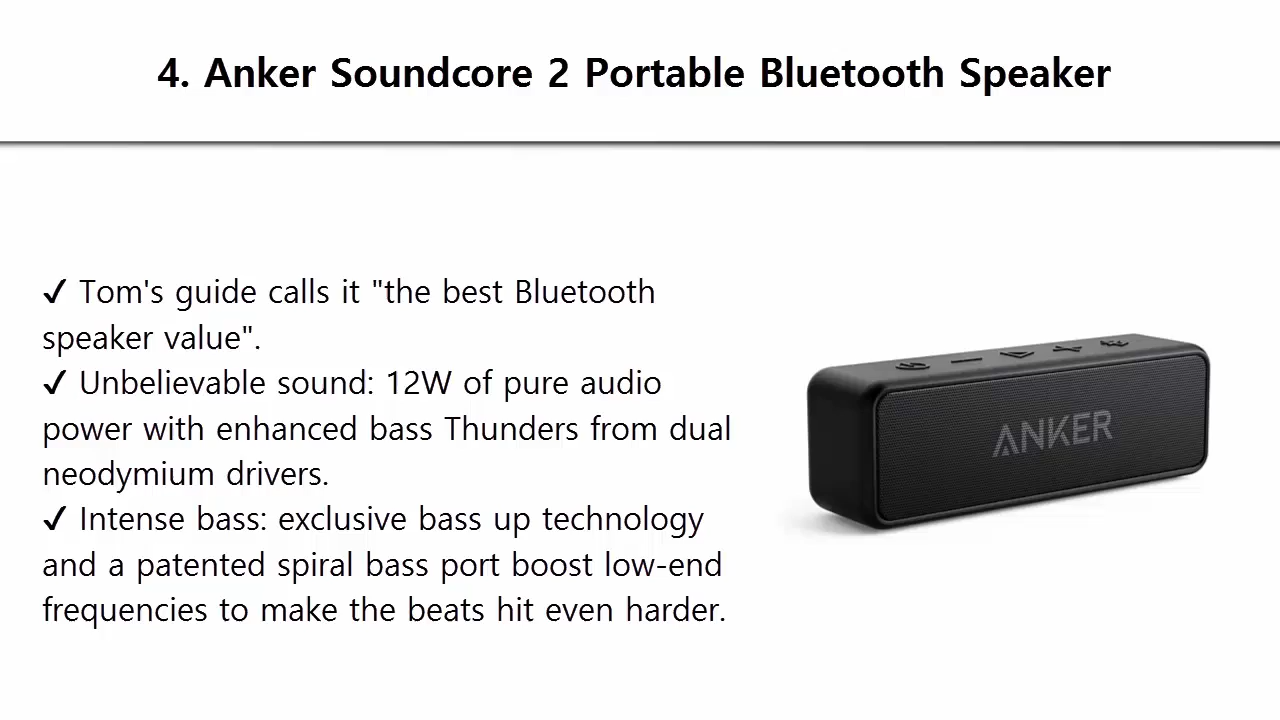 4. Anker Soundcore 2 Portable Bluetooth Speaker
✓ Tom's guide calls it "the best Bluetooth
speaker value".
✓ Unbelievable sound: 12W of pure audio
power with enhanced bass Thunders from dual
neodymium drivers.
✓ Intense bass: exclusive bass up technology
and a patented spiral bass port boost low-end
frequencies to make the beats hit even harder.
ANKER